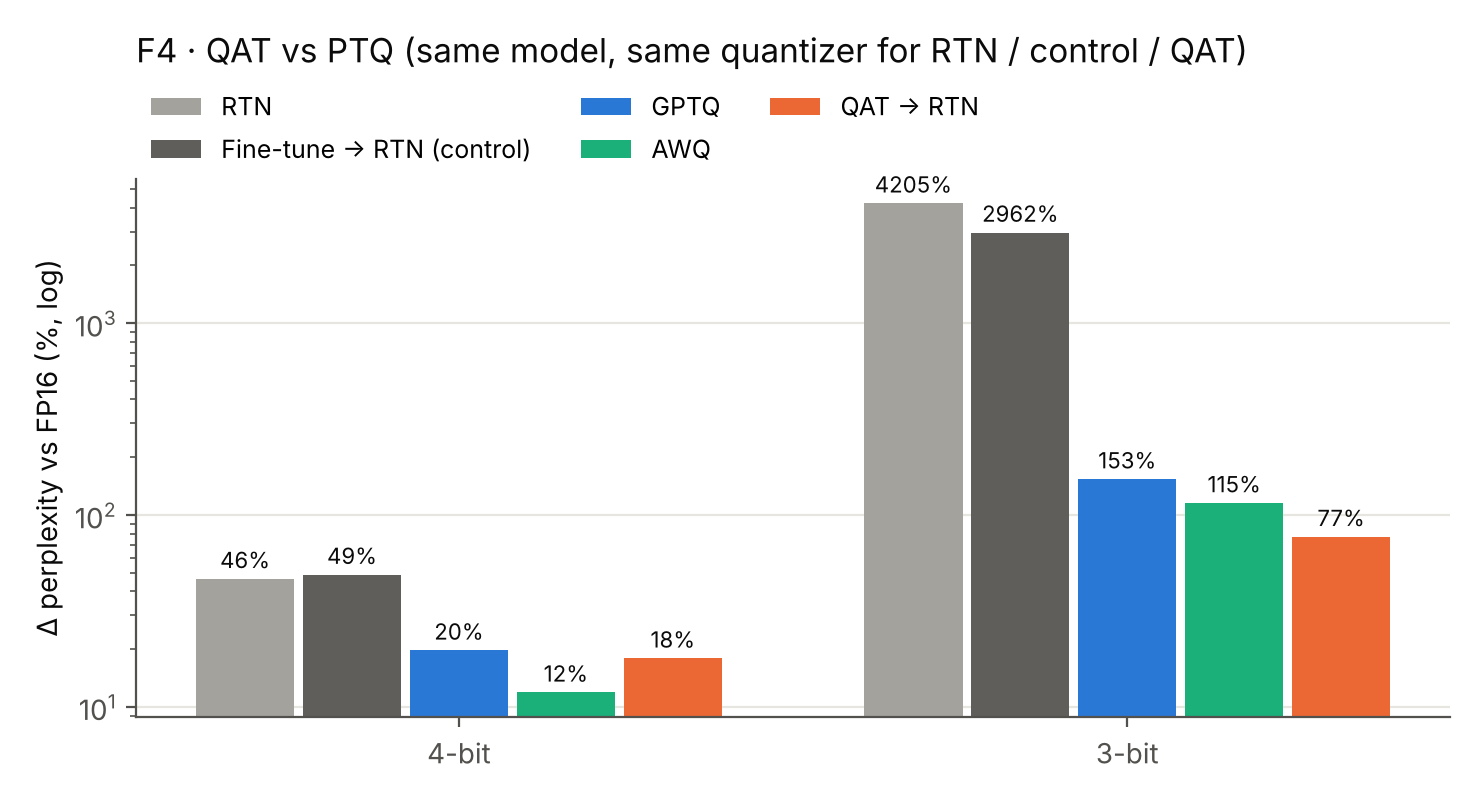 F4 · QAT vs PTQ (same model, same quantizer for RTN / control / QAT)
RTN
GPTQ
QAT → RTN
Fine-tune → RTN (control)
AWQ
Δ perplexity vs FP16 (%, log)
10³
10²
10¹
46%
49%
20%
12%
18%
4205%
2962%
153%
115%
77%
4-bit
3-bit